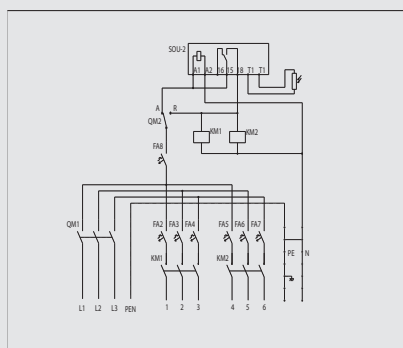 SOU-2
A1 A2 16 15 18 T1 T1
A R
QM2
KM1 KM2
FA8
QM1 FA2 FA3 FA4 FA5 FA6 FA7
PE N
KM1 KM2
L1 L2 L3 PEN 1 2 3 4 5 6